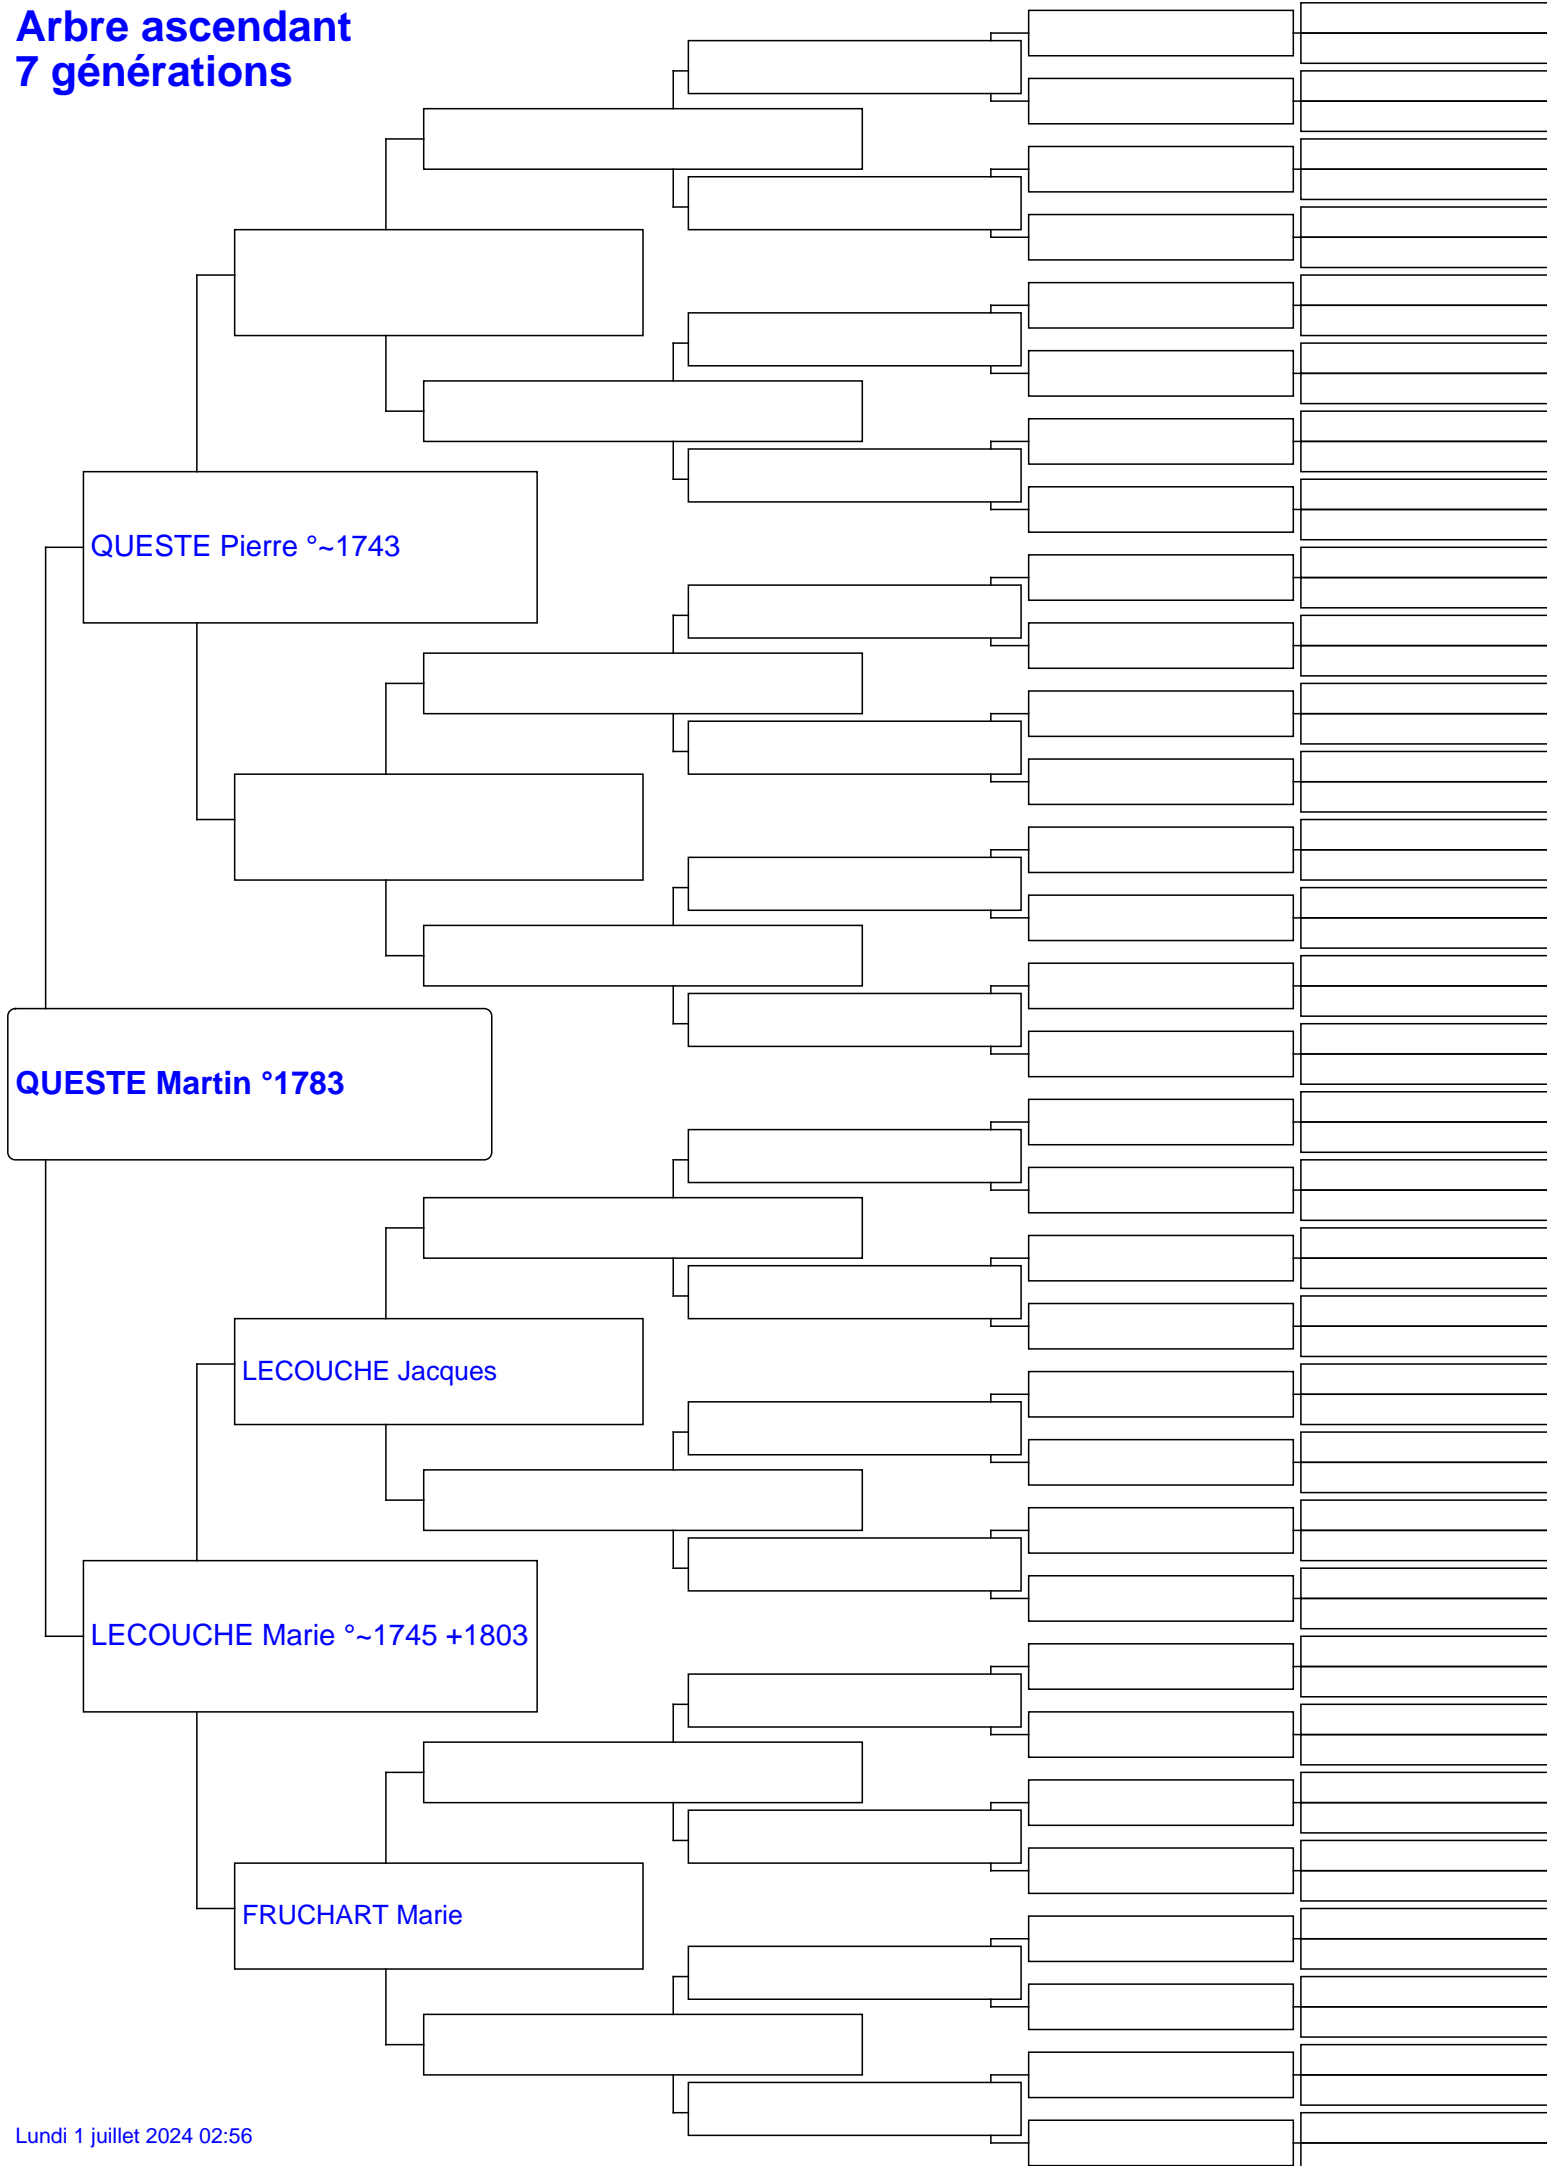 Arbre ascendant
7 générations
QUESTE Pierre °~1743
QUESTE Martin °1783
LECOUCHE Jacques
LECOUCHE Marie °~1745 +1803
FRUCHART Marie
Lundi 1 juillet 2024 02:56